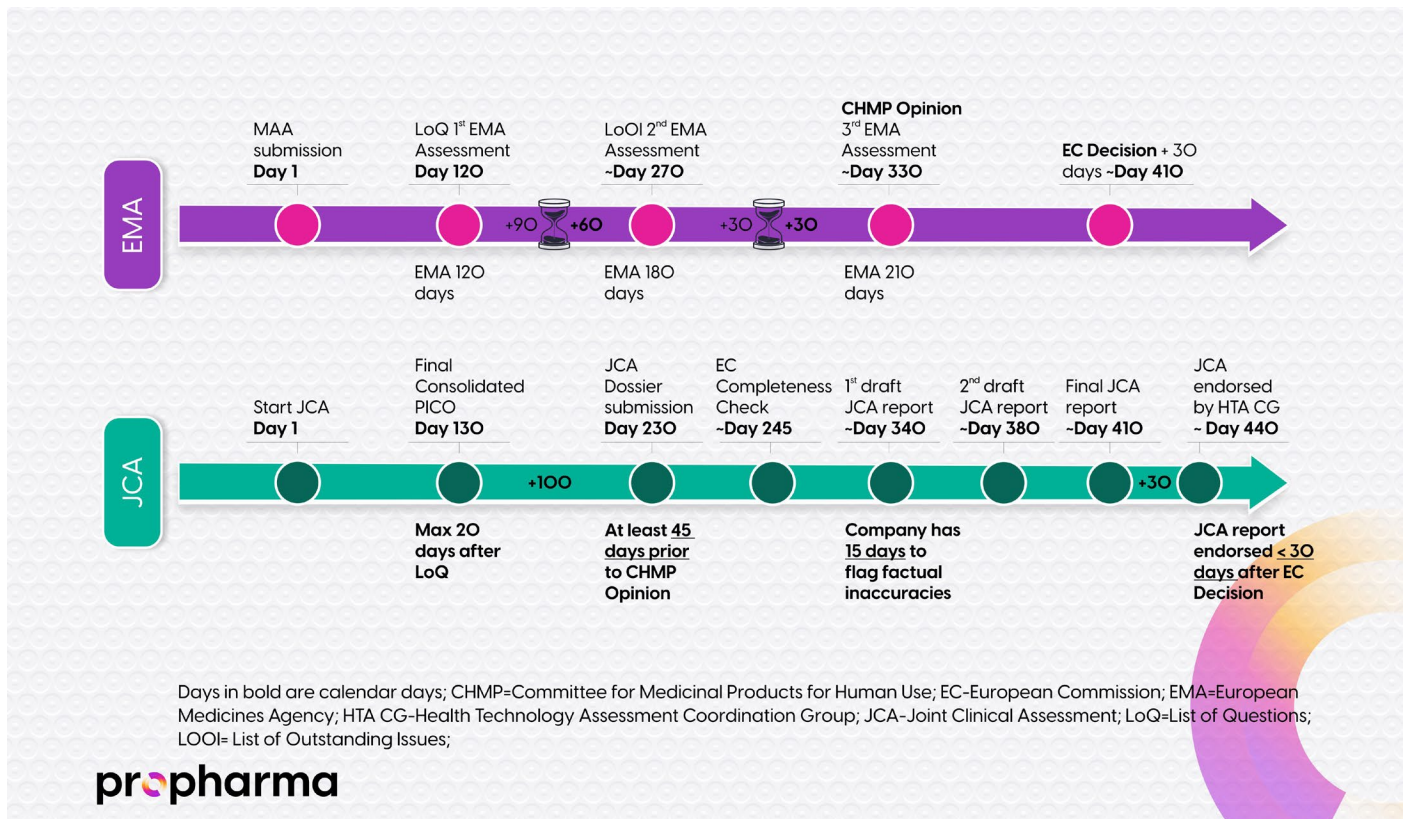 EMA
MAA
submission
Day 1
LoQ 1st EMA
Assessment
Day 120
LoOI 2nd EMA
Assessment
~Day 270
CHMP Opinion
3rd EMA
Assessment
~Day 330
EC Decision + 30
days ~Day 410
+90 +60
+30 +30
EMA 120
days
EMA 180
days
EMA 210
days
JCA
Start JCA
Day 1
Final
Consolidated
PICO
Day 130
JCA
Dossier
submission
Day 230
EC
Completeness
Check
~Day 245
1st draft
JCA report
~Day 340
2nd draft
JCA report
~Day 380
Final JCA
report
~Day 410
JCA
endorsed
by HTA CG
~ Day 440
+100
+30
Max 20
days after
LoQ
At least 45
days prior
to CHMP
Opinion
Company has
15 days to
flag factual
inaccuracies
JCA report
endorsed < 30
days after EC
Decision
Days in bold are calendar days; CHMP=Committee for Medicinal Products for Human Use; EC-European Commission; EMA=European
Medicines Agency; HTA CG-Health Technology Assessment Coordination Group; JCA-Joint Clinical Assessment; LoQ=List of Questions;
LOOI= List of Outstanding Issues;
propharma